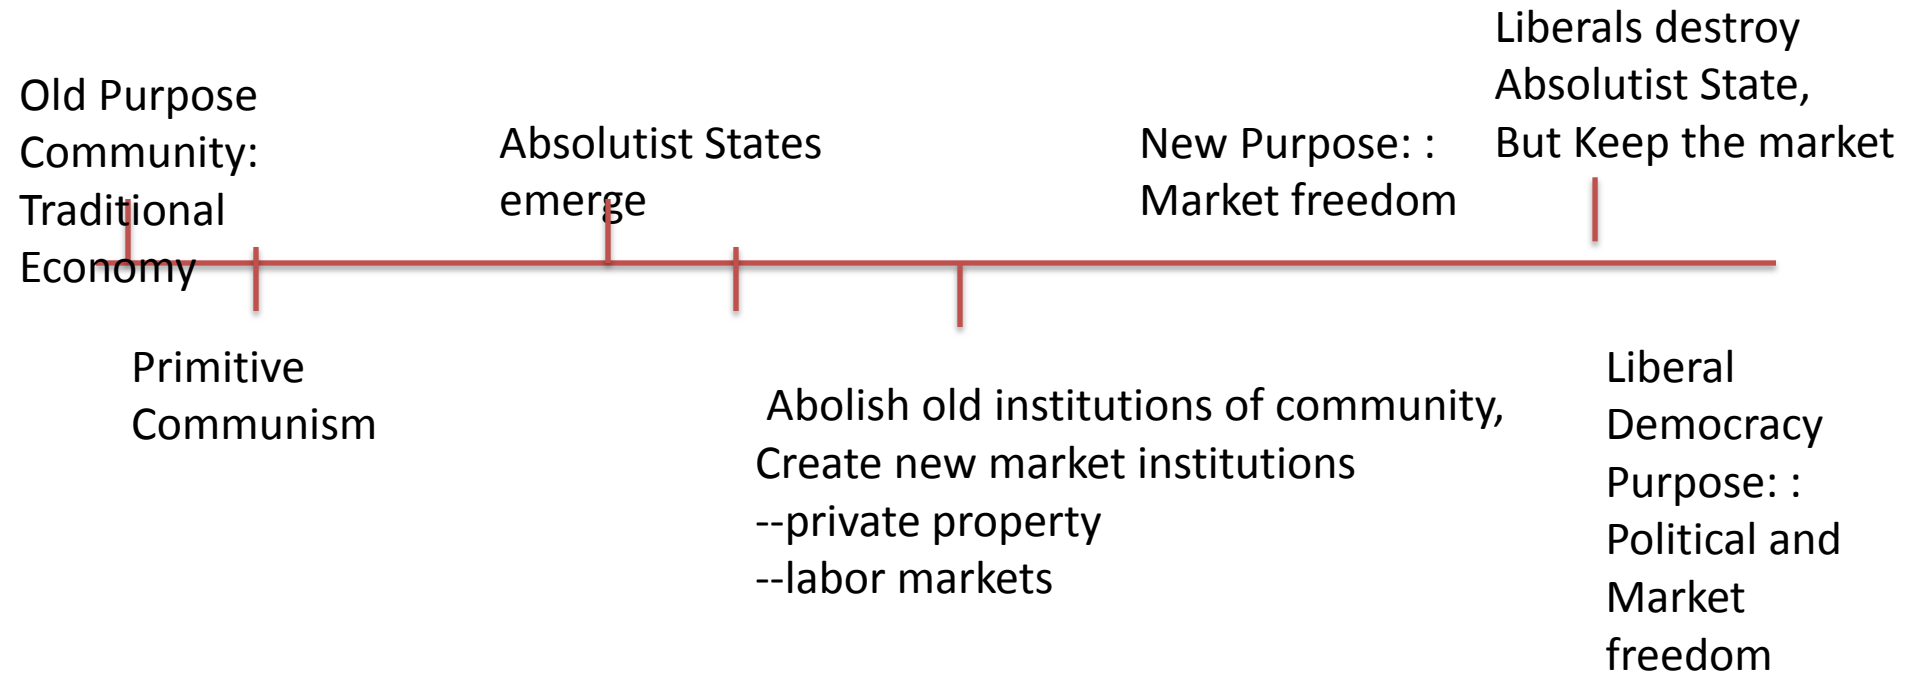 Old Purpose
Community:
Traditional
Economy
Primitive
Communism
Absolutist States
emerge
Abolish old institutions of community,
Create new market institutions
--private property
--labor markets
New Purpose: :
Market freedom
Liberals destroy
Absolutist State,
But Keep the market
Liberal
Democracy
Purpose: :
Political and
Market
freedom